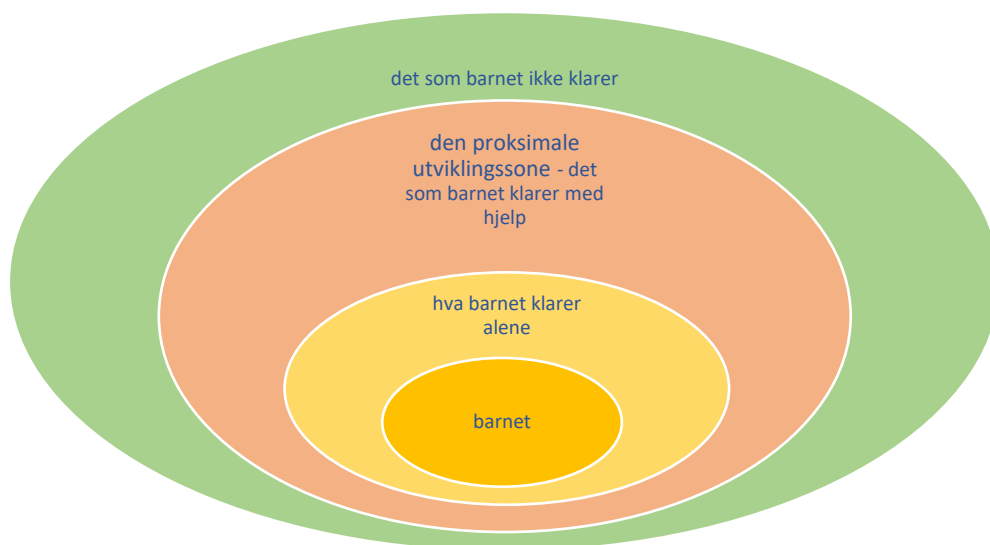 det som barnet ikke klarer
den proksimale
utviklingssone - det
som barnet klarer med
hjelp
hva barnet klarer
alene
barnet